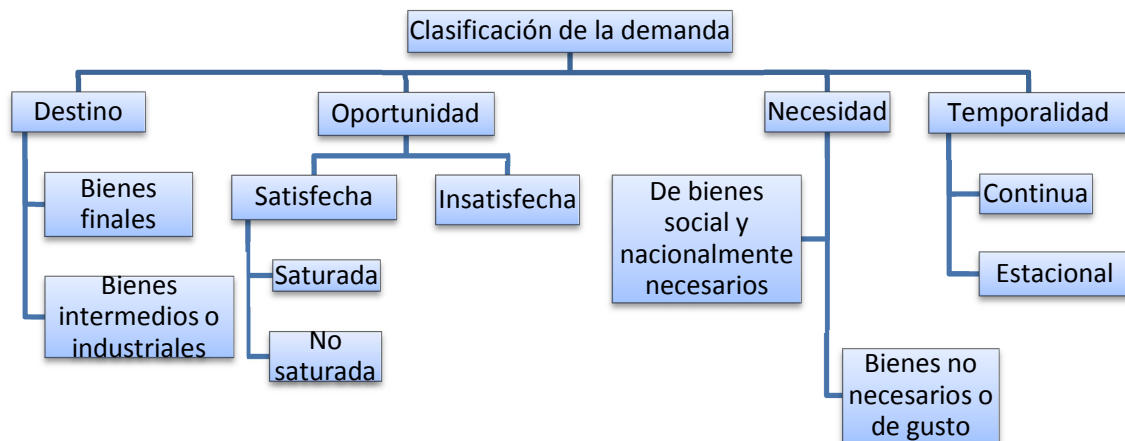 Clasificación de la demanda
Destino
Oportunidad
Necesidad
Temporalidad
Bienes
finales
Bienes
intermedios o
industriales
Satisfecha
Insatisfecha
Saturada
No
saturada
De bienes
social y
nacionalmente
necesarios
Bienes no
necesarios o
de gusto
Continua
Estacional